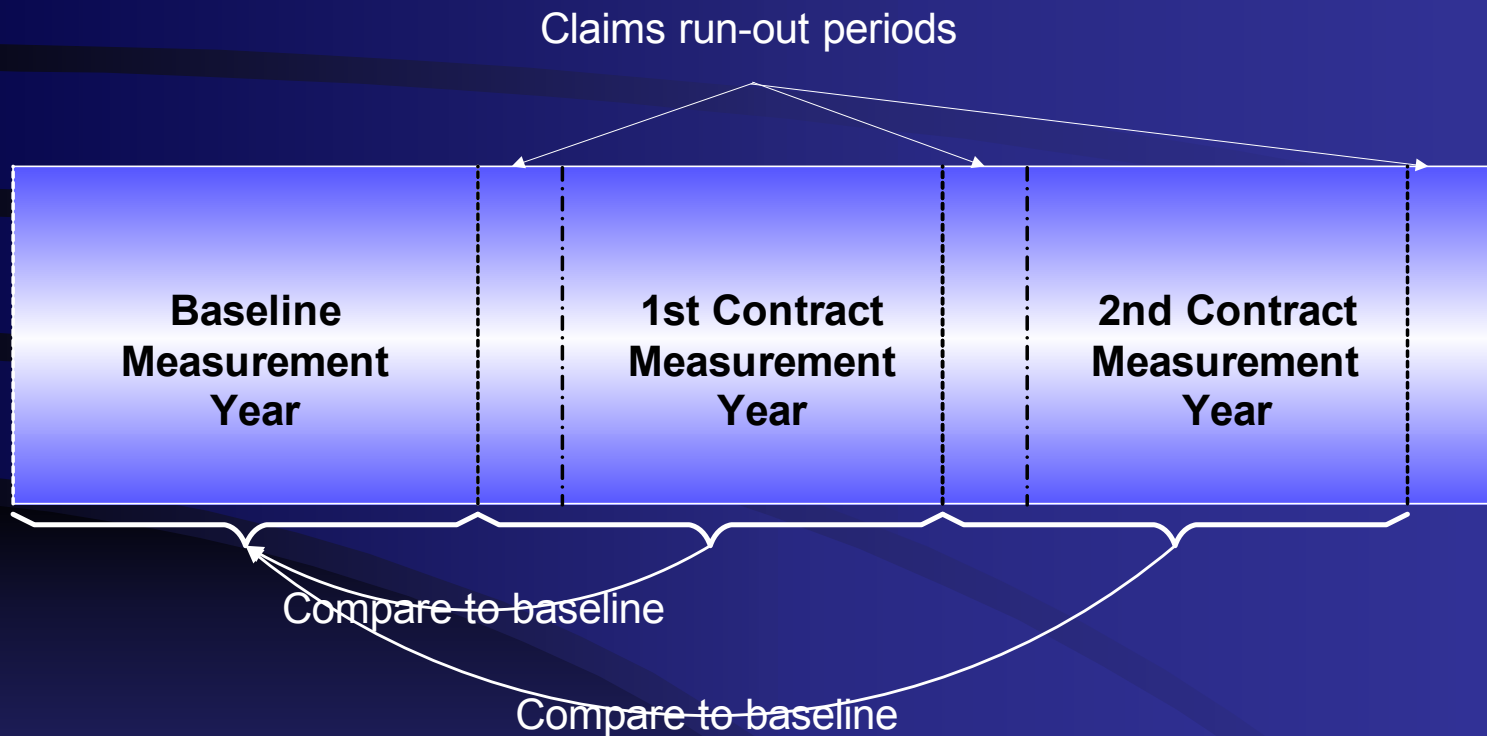 Claims run-out periods
Baseline
Measurement
Year
1st Contract
Measurement
Year
2nd Contract
Measurement
Year
Compare to baseline
Compare to baseline